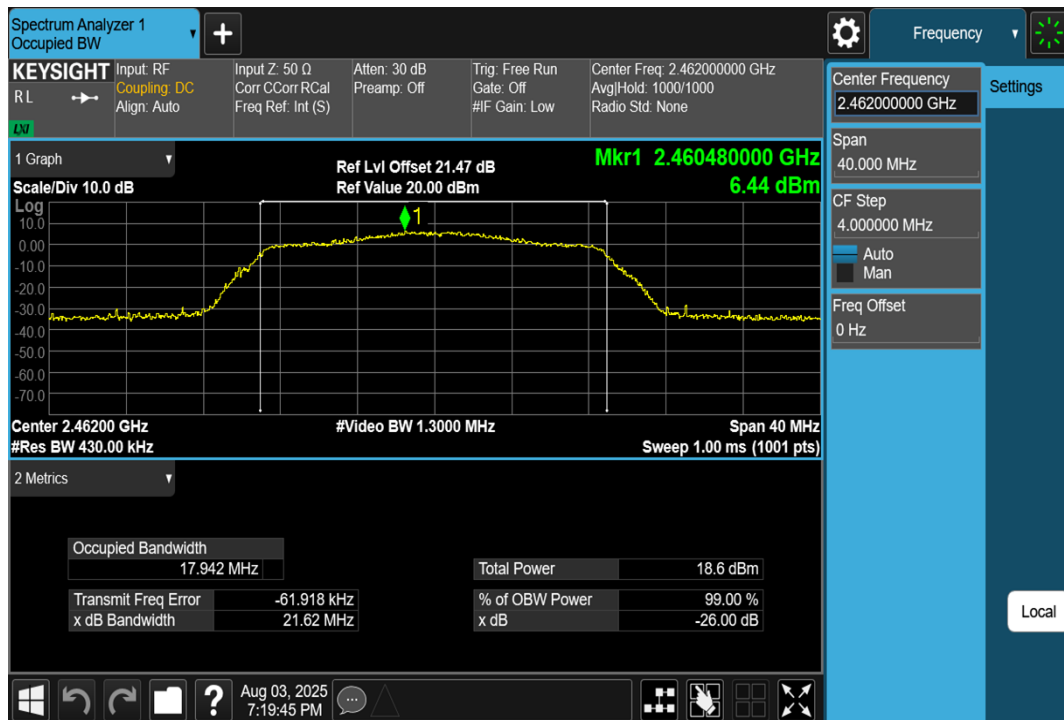 Spectrum Analyzer 1
Occupied BW
Frequency
KEYSIGHT
RL
LXI
Input: RF
Coupling: DC
Align: Auto
Input Z: 50 Ω
Corr CCorr RCal
Freq Ref: Int (S)
Atten: 30 dB
Preamp: Off
Trig: Free Run
Gate: Off
#IF Gain: Low
Center Freq: 2.462000000 GHz
Avg|Hold: 1000/1000
Radio Std: None
Center Frequency
2.462000000 GHz
Settings
Span
40.000 MHz
CF Step
4.000000 MHz
Auto
Man
Freq Offset
0 Hz
Local
1 Graph
Scale/Div 10.0 dB
Ref Lvl Offset 21.47 dB
Ref Value 20.00 dBm
Mkr1 2.460480000 GHz
6.44 dBm
Log
1
10.0
0.00
-10.0
-20.0
-30.0
-40.0
-50.0
-60.0
-70.0
Center 2.46200 GHz
#Video BW 1.3000 MHz
Span 40 MHz
#Res BW 430.00 kHz
Sweep 1.00 ms (1001 pts)
2 Metrics
Occupied Bandwidth
17.942 MHz
Total Power 18.6 dBm
Transmit Freq Error -61.918 kHz
% of OBW Power 99.00 %
x dB Bandwidth 21.62 MHz
x dB -26.00 dB
?
Aug 03, 2025
7:19:45 PM